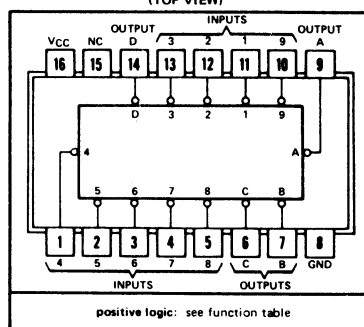 (TOP VIEW)
INPUTS
OUTPUT OUTPUT
VCC NC D 3 2 1 9 A
16 15 14 13 12 11 10 9
D 3 2 1 9
4 A
5 6 7 8 C B
1 2 3 4 5 6 7 8
4 5 6 7 8 C B GND
INPUTS OUTPUTS
positive logic: see function table